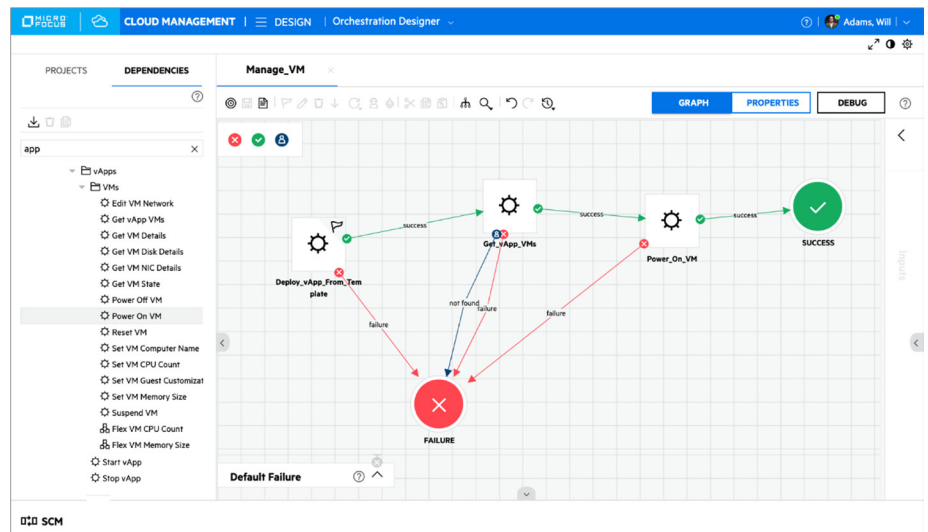 MICRO FOCUS
CLOUD MANAGEMENT | DESIGN | Orchestration Designer
Adams, Will
PROJECTS
DEPENDENCIES
Manage_VM
GRAPH
PROPERTIES
DEBUG
app
vApps
VMs
Edit VM Network
Get vApp VMs
Get VM Details
Get VM Disk Details
Get VM NIC Details
Get VM State
Power Off VM
Power On VM
Reset VM
Set VM Computer Name
Set VM CPU Count
Set VM Guest Customizat
Set VM Memory Size
Suspend VM
Flex VM CPU Count
Flex VM Memory Size
Start vApp
Stop vApp
Deploy_vApp_From_Tem
plate
success
Get_vApp_VMs
success
Power_On_VM
success
SUCCESS
failure
not found
failure
failure
FAILURE
Inputs
Default Failure
SCM